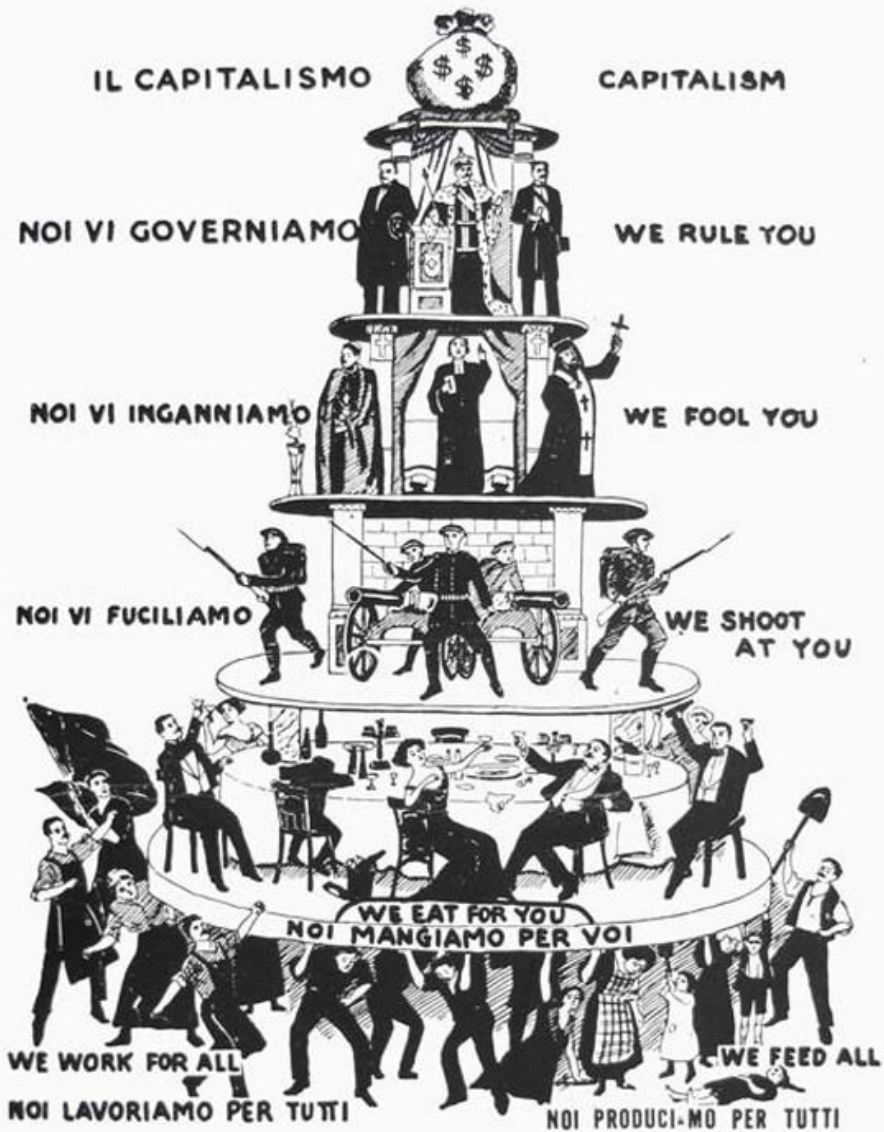 $ $ $ $
IL CAPITALISMO
CAPITALISM
NOI VI GOVERNIAMO
WE RULE YOU
NOI VI INGANNIAMO
WE FOOL YOU
NOI VI FUCILIAMO
WE SHOOT
AT YOU
WE EAT FOR YOU
NOI MANGIAMO PER VOI
WE WORK FOR ALL
WE FEED ALL
NOI LAVORIAMO PER TUTTI
NOI PRODUCI-MO PER TUTTI